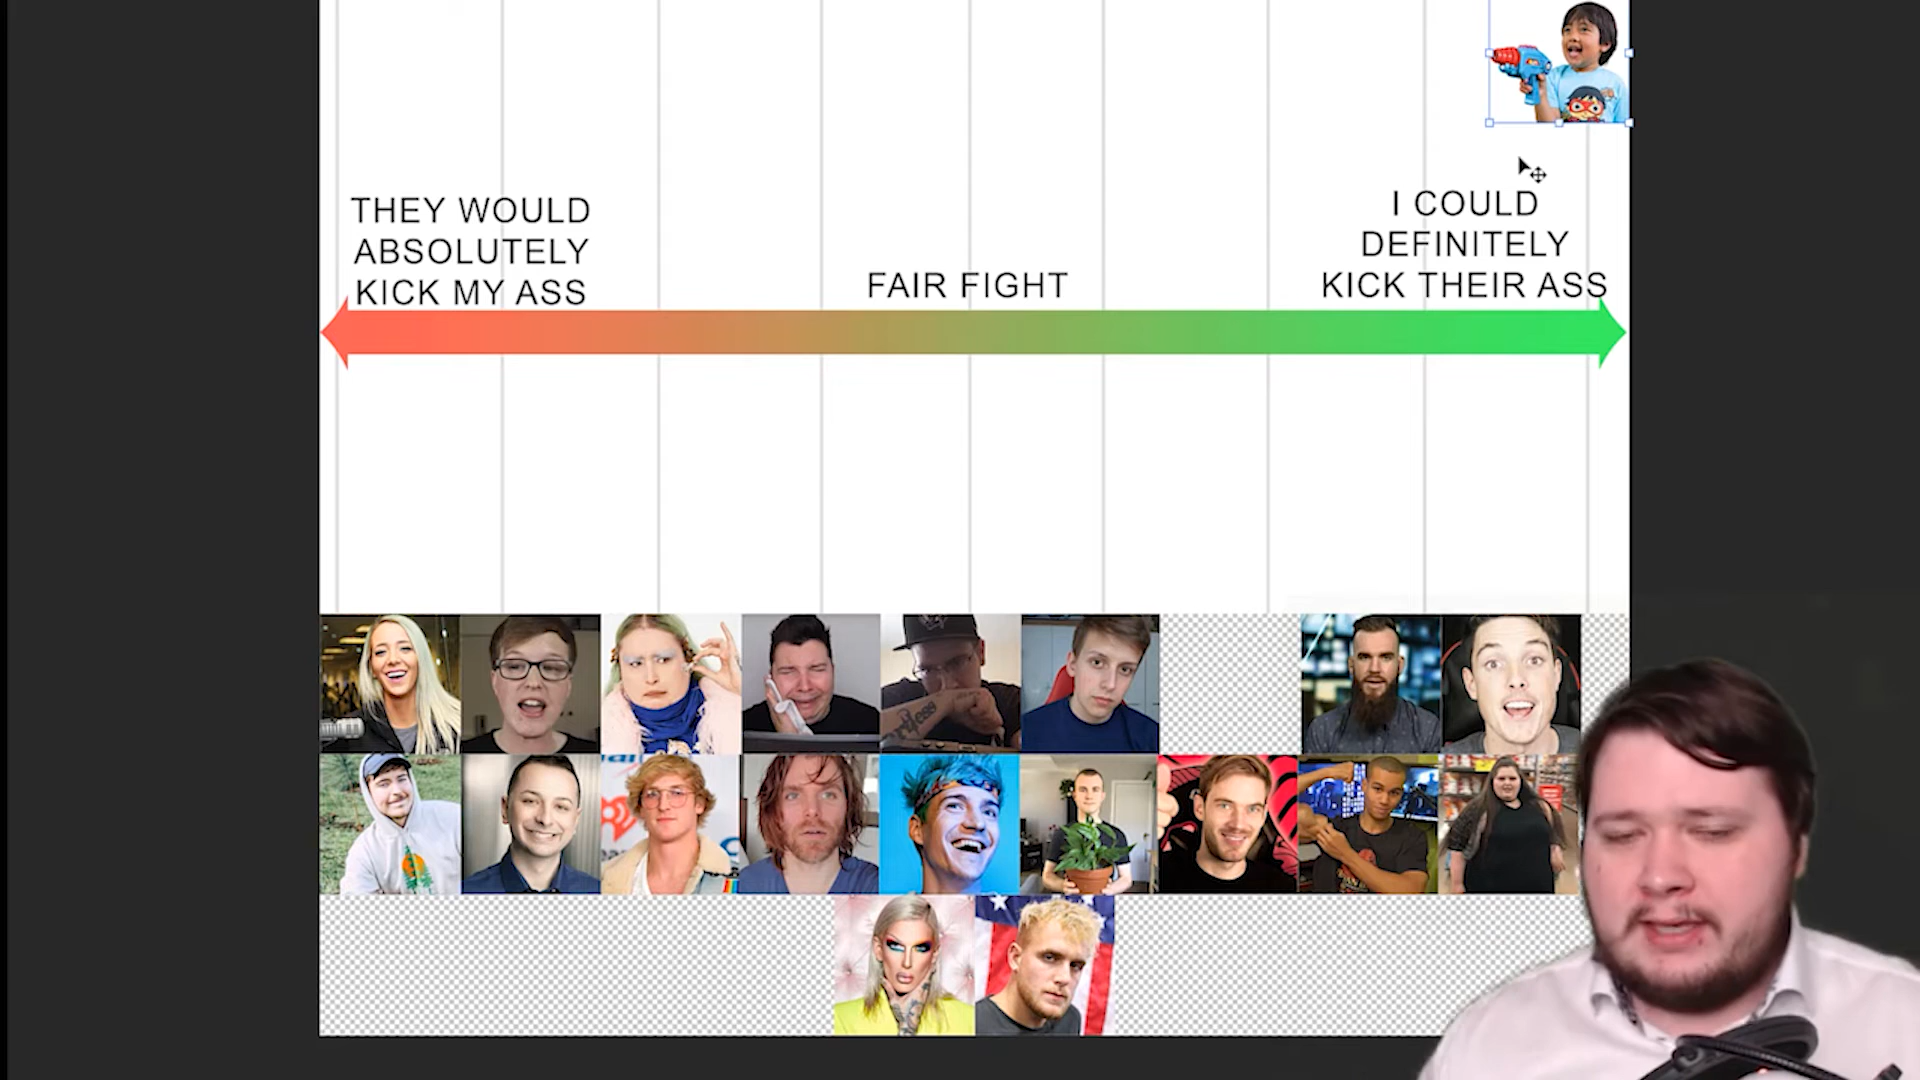 THEY WOULD
ABSOLUTELY
KICK MY ASS
FAIR FIGHT
I COULD
DEFINITELY
KICK THEIR ASS